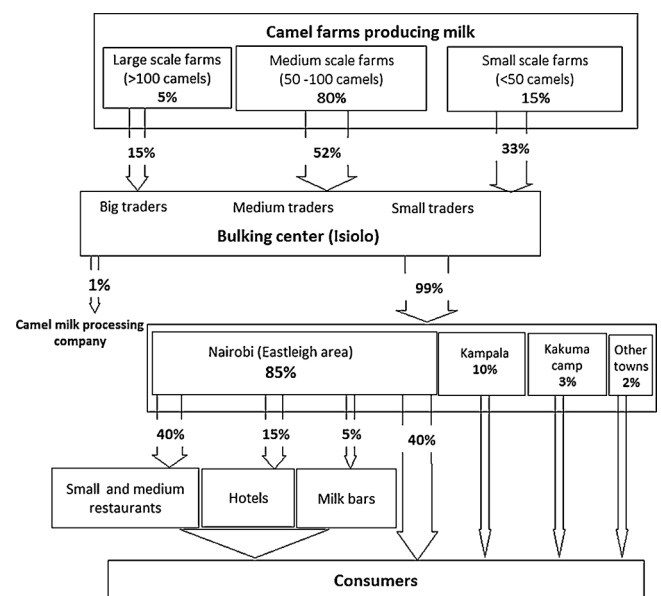 Camel farms producing milk
Large scale farms
(>100 camels)
5%
Medium scale farms
(50 -100 camels)
80%
Small scale farms
(<50 camels)
15%
15%
52%
33%
Big traders
Medium traders
Small traders
Bulking center (Isiolo)
1%
99%
Camel milk processing
company
Nairobi (Eastleigh area)
85%
Kampala
10%
Kakuma
camp
3%
Other
towns
2%
40%
15%
5%
40%
Small and medium
restaurants
Hotels
Milk bars
Consumers